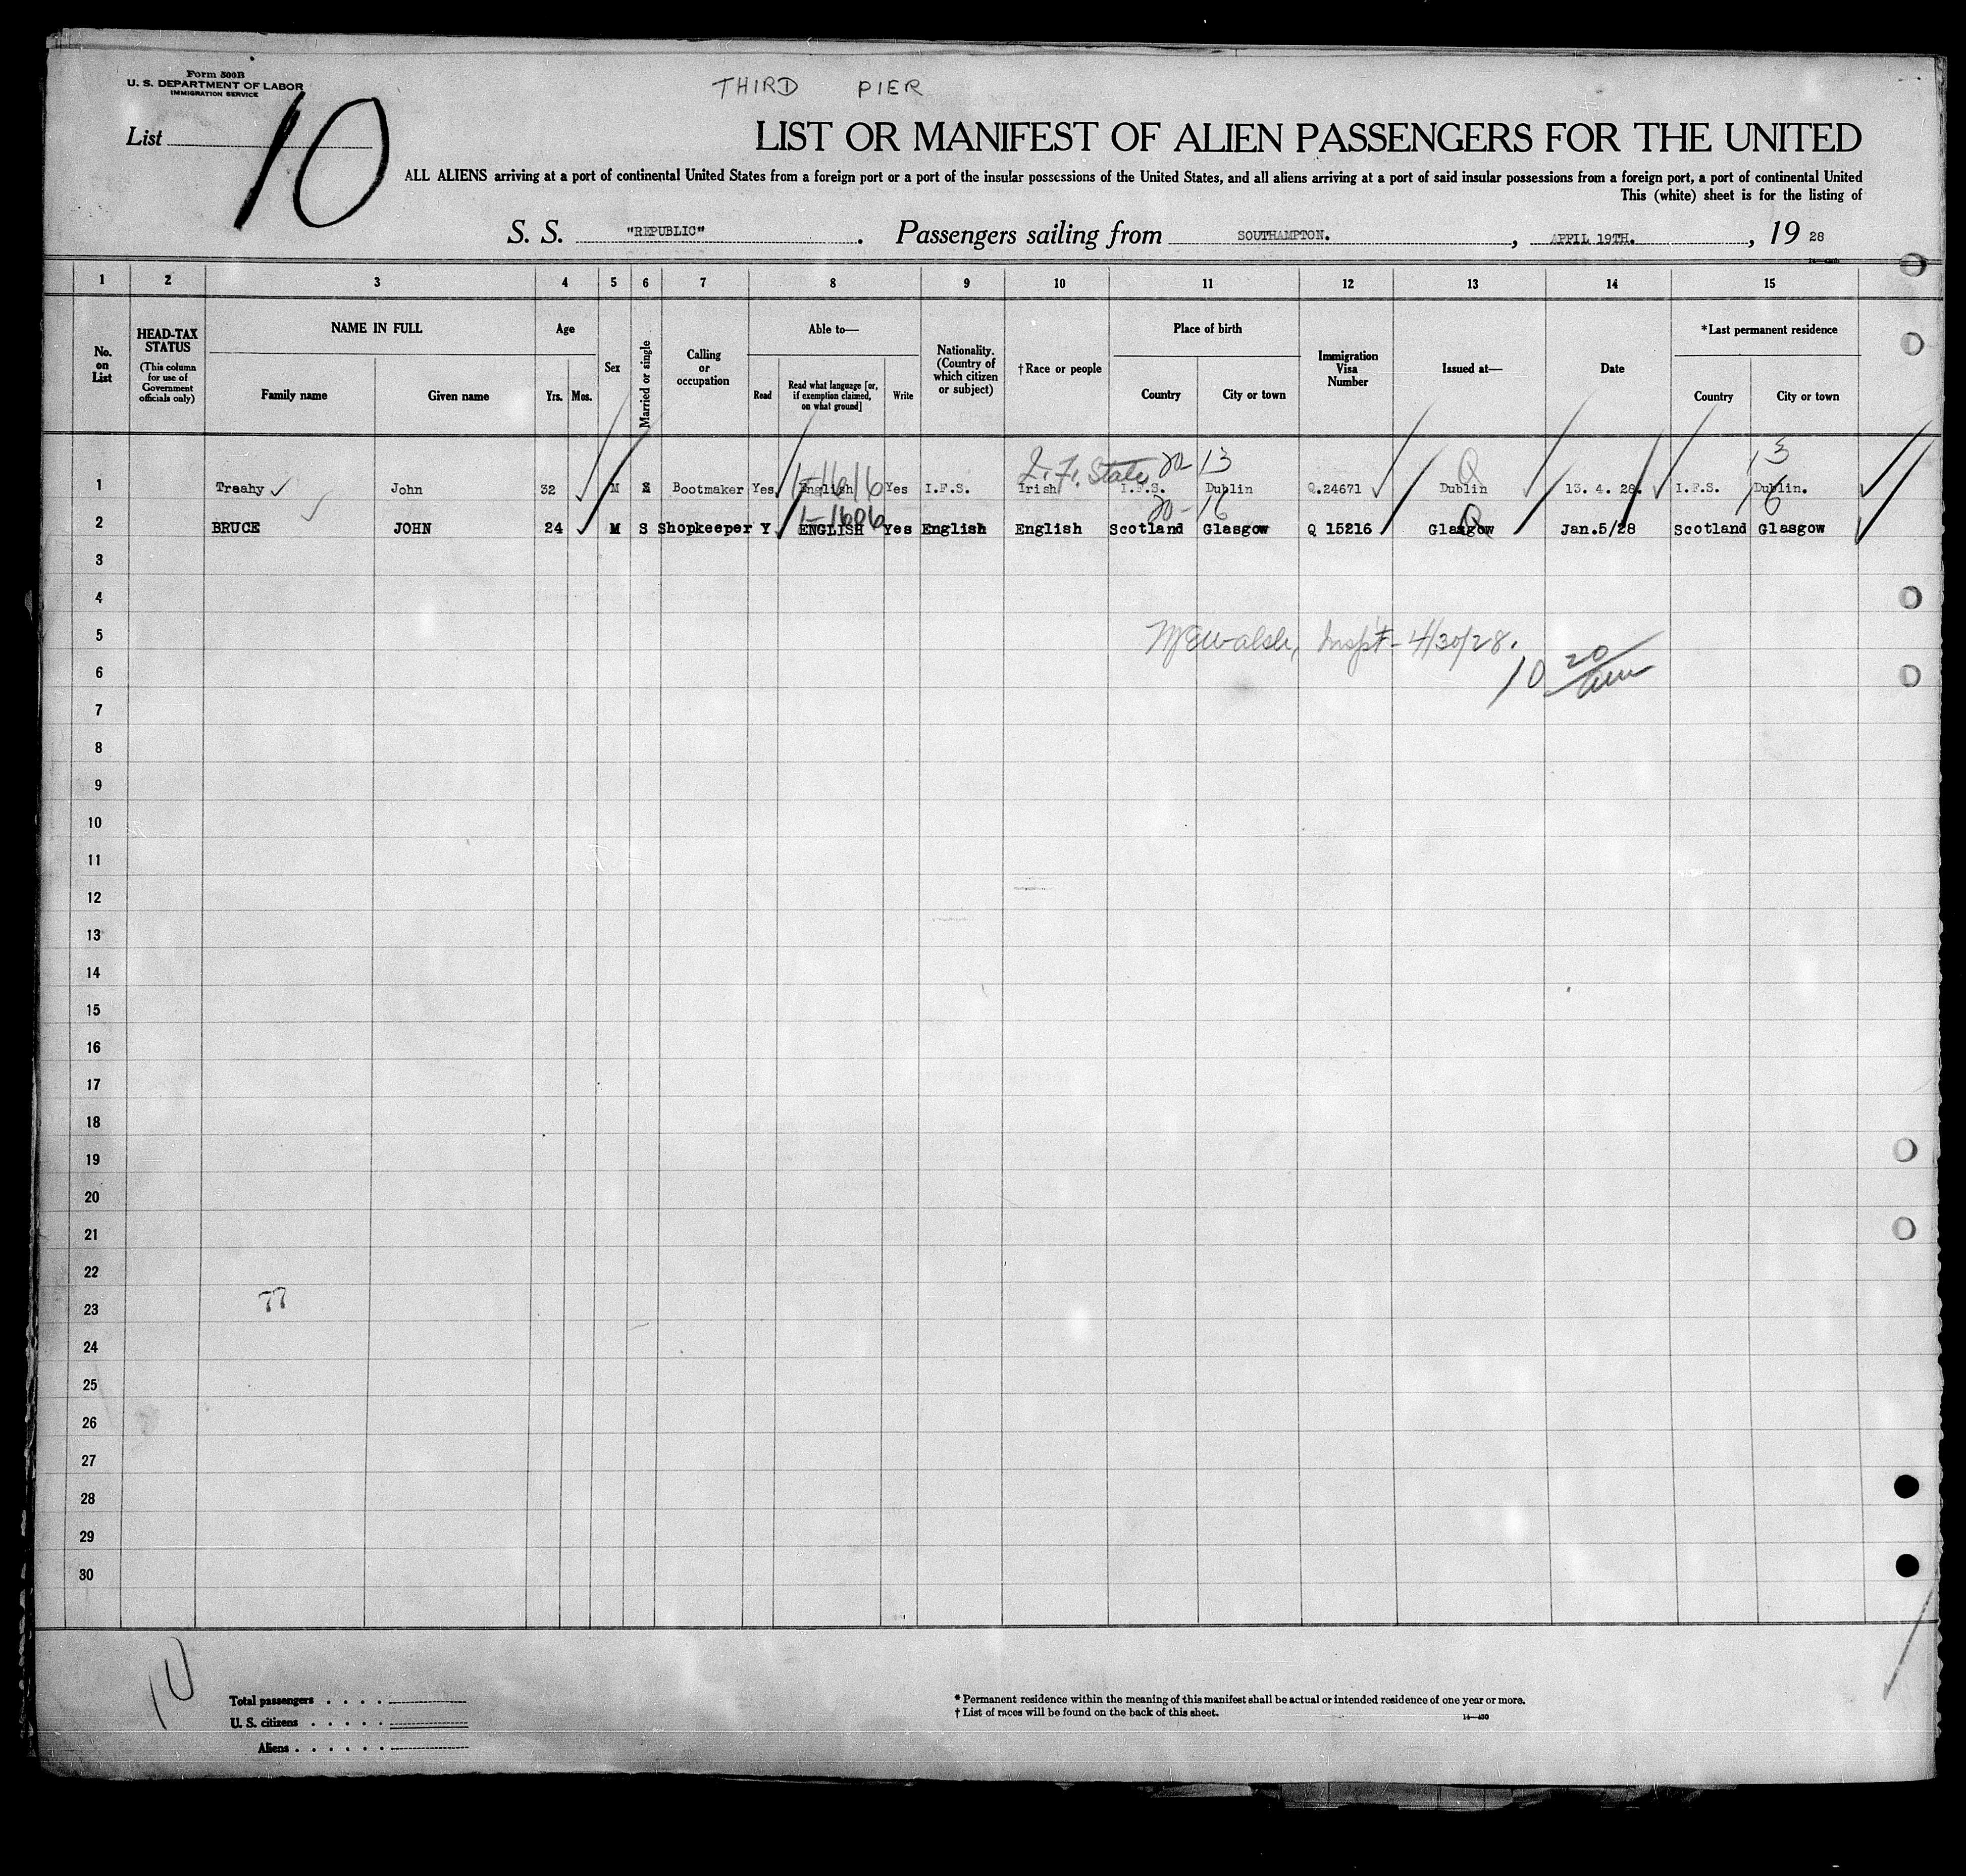 Form 500B
U. S. DEPARTMENT OF LABOR
IMMIGRATION SERVICE
THIRD PIER
List 10
LIST OR MANIFEST OF ALIEN PASSENGERS FOR THE UNITED
ALL ALIENS arriving at a port of continental United States from a foreign port or a port of the insular possessions of the United States, and all aliens arriving at a port of said insular possessions from a foreign port, a port of continental United
This (white) sheet is for the listing of
S. S. "REPUBLIC". Passengers sailing from SOUTHAMPTON., APRIL 19TH., 19 28
1 2 3 4 5 6 7 8 9 10 11 12 13 14 15
No. on List
HEAD-TAX STATUS
(This column for use of Government officials only)
NAME IN FULL
Family name Given name
Age
Yrs. Mos.
Sex
Married or single
Calling or occupation
Able to—
Read
Read what language [or, if exemption claimed, on what ground]
Write
Nationality. (Country of which citizen or subject)
†Race or people
Place of birth
Country City or town
Immigration Visa Number
Issued at—
Date
*Last permanent residence
Country City or town
I. F. State 20-13 Q 13
1 Treahy John 32 M S Bootmaker Yes. English Yes I.F.S. Irish I.F.S. Dublin Q.24671 Dublin 13. 4. 28. I.F.S. Dublin.
1-1606 20-16 Q 16
2 BRUCE JOHN 24 M S Shopkeeper Y. ENGLISH Yes English English Scotland Glasgow Q 15216 Glasgow Jan.5/28 Scotland Glasgow
3
4
5 Walsh, Inspt- 4/30/28.
6 10 20
7
8
9
10
11
12
13
14
15
16
17
18
19
20
21
22
23 77
24
25
26
27
28
29
30
10
Total passengers . . . .
U. S. citizens . . . . .
Aliens . . . . . .
* Permanent residence within the meaning of this manifest shall be actual or intended residence of one year or more.
† List of races will be found on the back of this sheet.
14—430